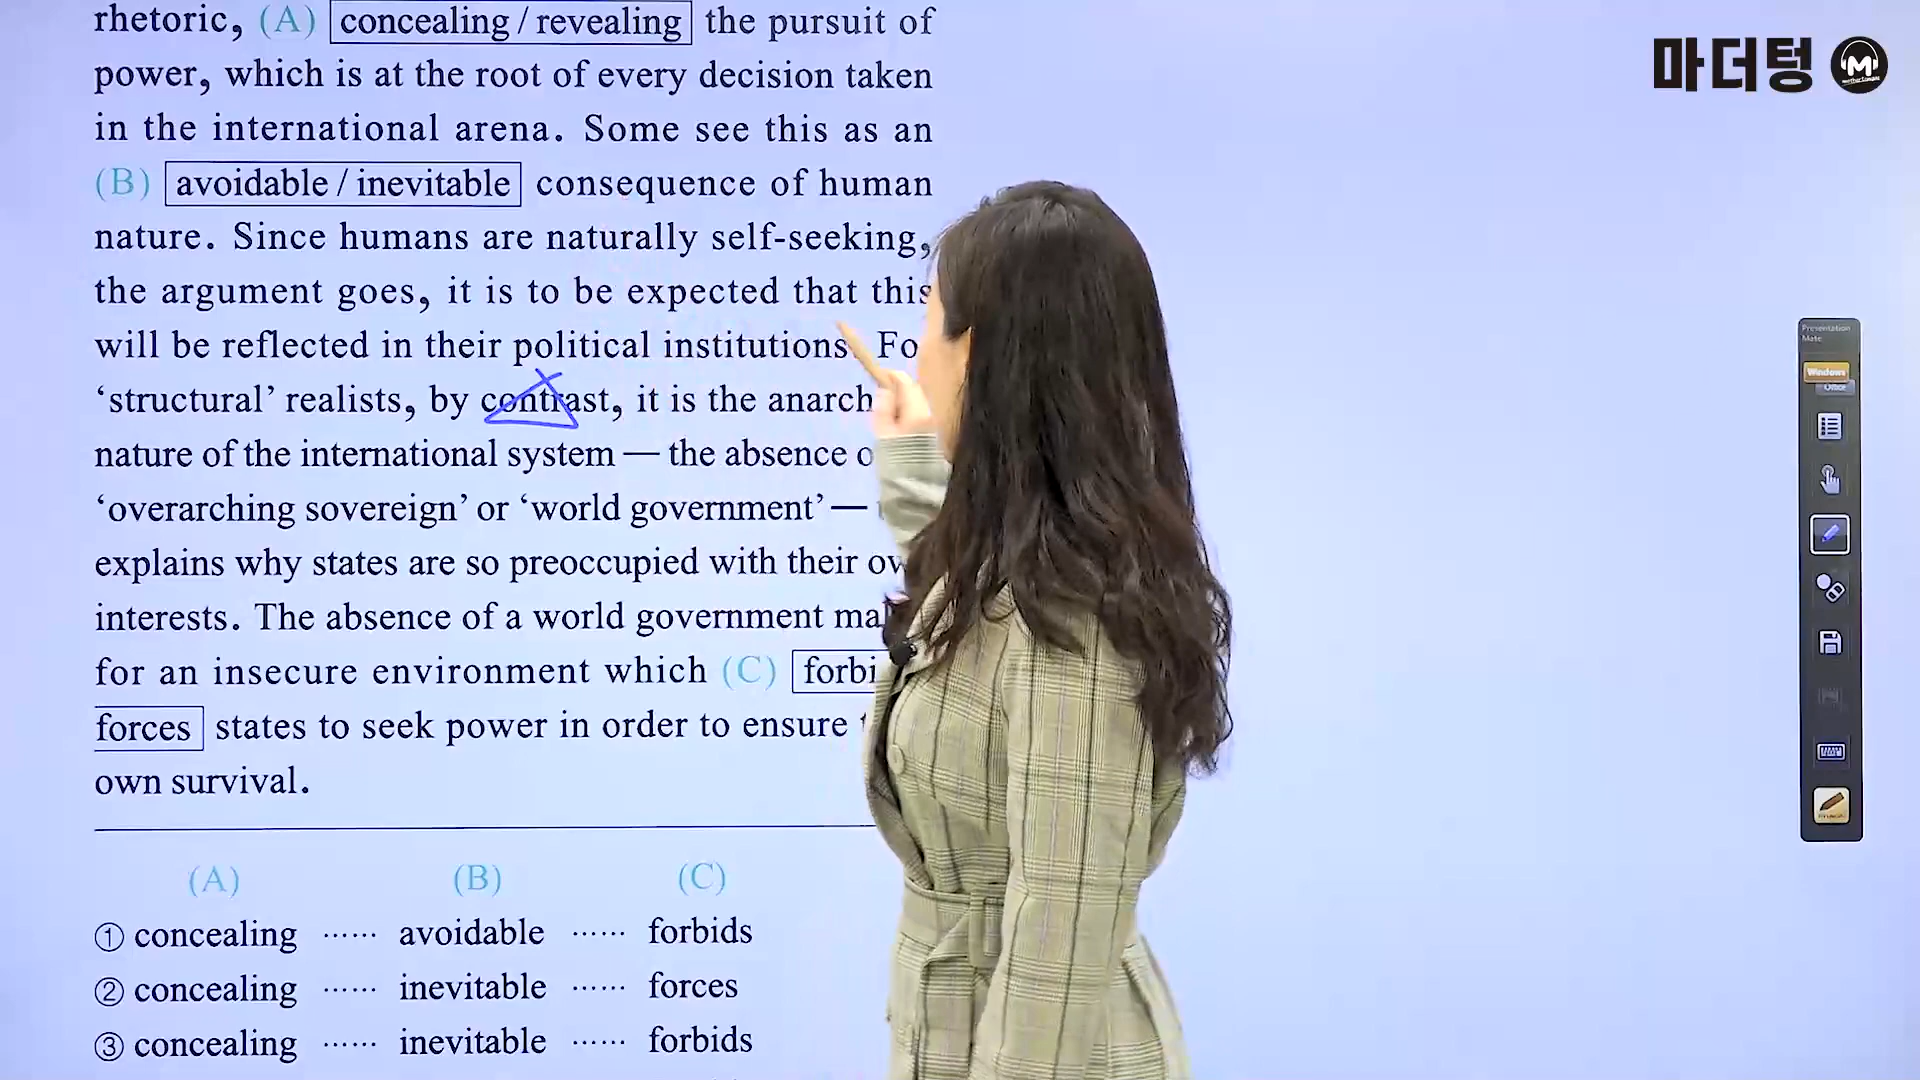 rhetoric, (A) concealing / revealing the pursuit of
마더텅
power, which is at the root of every decision taken
in the international arena. Some see this as an
(B) avoidable / inevitable consequence of human
nature. Since humans are naturally self-seeking,
the argument goes, it is to be expected that this
will be reflected in their political institutions. Fo
‘structural’ realists, by contrast, it is the anarch
nature of the international system — the absence o
‘overarching sovereign’ or ‘world government’ —
explains why states are so preoccupied with their ow
interests. The absence of a world government ma
for an insecure environment which (C) forbi
forces states to seek power in order to ensure
own survival.
(A) (B) (C)
① concealing ⋯⋯ avoidable ⋯⋯ forbids
② concealing ⋯⋯ inevitable ⋯⋯ forces
③ concealing ⋯⋯ inevitable ⋯⋯ forbids
Presentation
Mate
Windows
Office